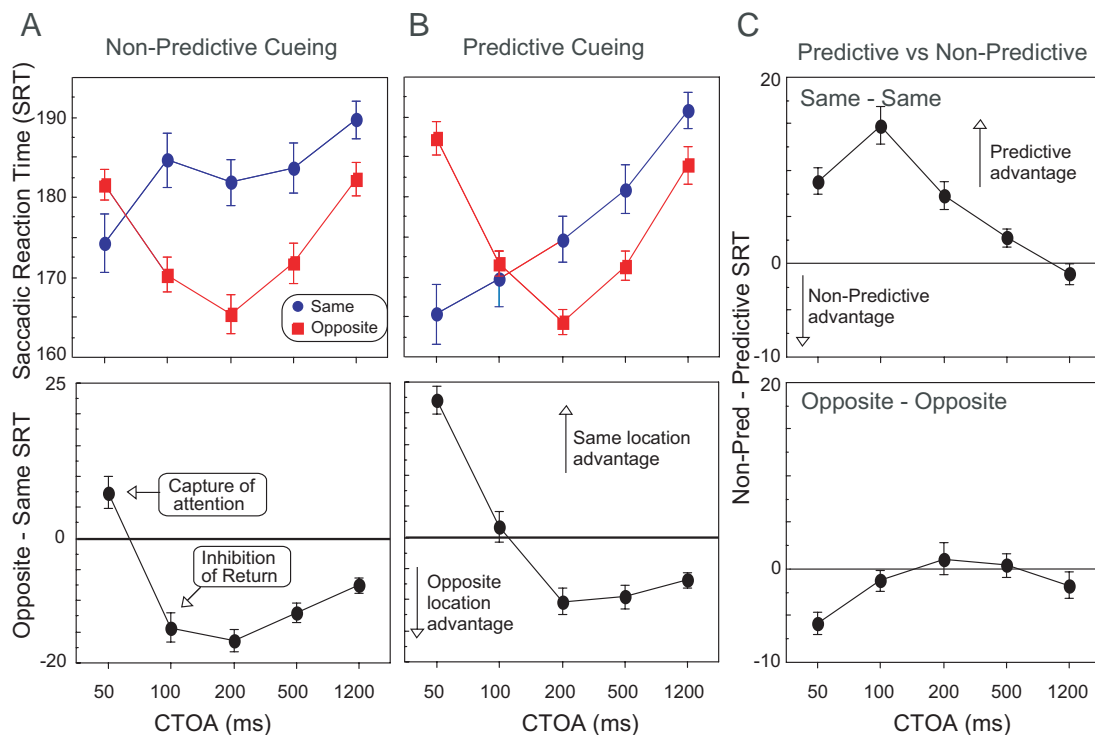 A
B
C
Non-Predictive Cueing
Predictive Cueing
Predictive vs Non-Predictive
Saccadic Reaction Time (SRT)
190
180
170
160
Same
Opposite
20
10
0
-10
Same - Same
Predictive
advantage
Non-Predictive
advantage
Non-Pred - Predictive SRT
Opposite - Same SRT
25
0
-20
Capture of
attention
Inhibition
of Return
Same location
advantage
Opposite
location
advantage
20
0
-10
Opposite - Opposite
50 100 200 500 1200
50 100 200 500 1200
50 100 200 500 1200
CTOA (ms)
CTOA (ms)
CTOA (ms)